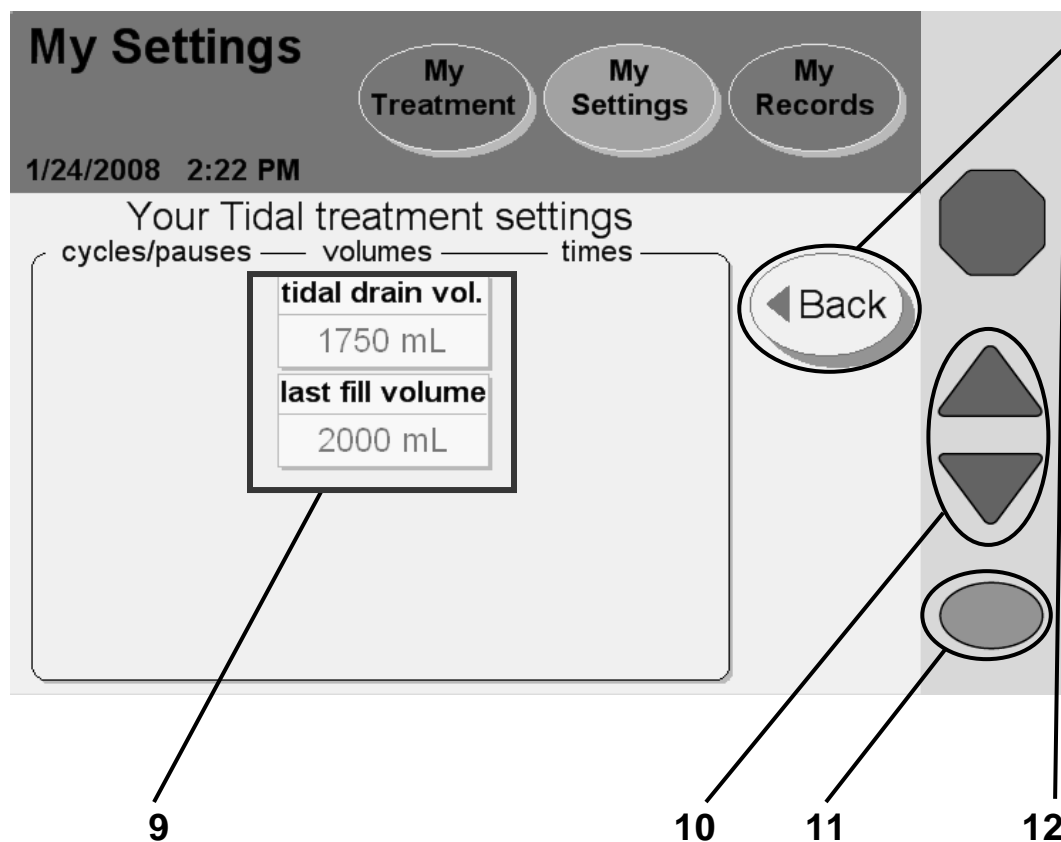 My Settings
My
Treatment
My
Settings
My
Records
1/24/2008 2:22 PM
Your Tidal treatment settings
cycles/pauses volumes times
tidal drain vol.
1750 mL
last fill volume
2000 mL
Back
9 10 11 12